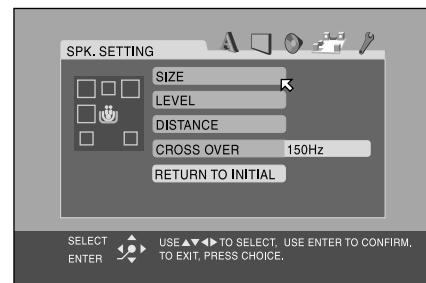 SPK. SETTING
SIZE
LEVEL
DISTANCE
CROSS OVER 150Hz
RETURN TO INITIAL
SELECT USE ▲▼◀▶ TO SELECT, USE ENTER TO CONFIRM,
ENTER TO EXIT, PRESS CHOICE.